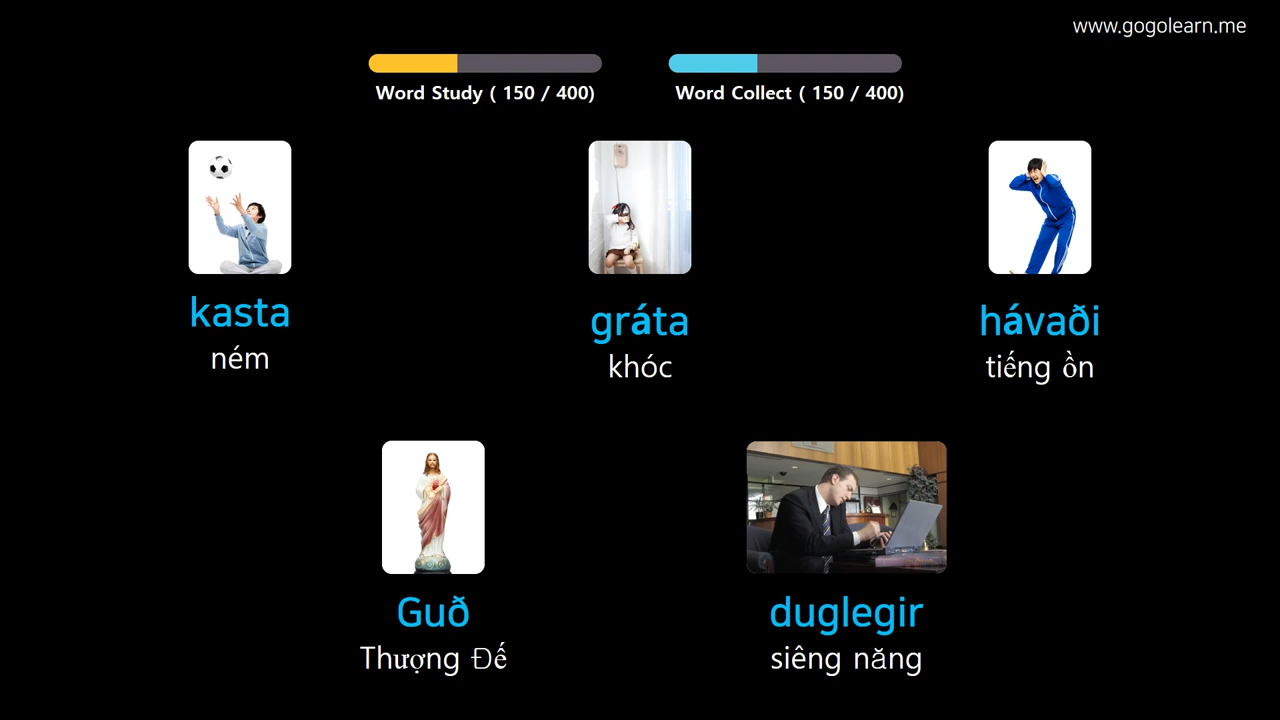 www.gogolearn.me
Word Study ( 150 / 400)
Word Collect ( 150 / 400)
kasta
ném
gráta
khóc
hávaði
tiếng ồn
Guð
Thượng Đế
duglegir
siêng năng